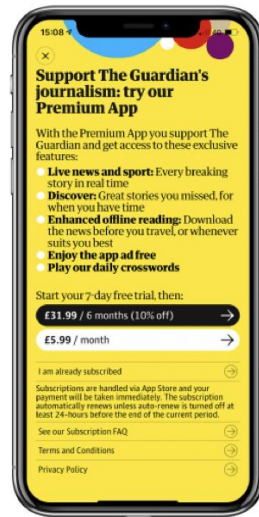 15:08
4G
Support The Guardian's
journalism: try our
Premium App
With the Premium App you support The
Guardian and get access to these exclusive
features:
Live news and sport: Every breaking
story in real time
Discover: Great stories you missed, for
when you have time
Enhanced offline reading: Download
the news before you travel, or whenever
suits you best
Enjoy the app ad free
Play our daily crosswords
Start your 7-day free trial, then:
£31.99 / 6 months (10% off)
£5.99 / month
I am already subscribed
Subscriptions are handled via App Store and your
payment will be taken immediately. The subscription
automatically renews unless auto-renew is turned off at
least 24-hours before the end of the current period.
See our Subscription FAQ
Terms and Conditions
Privacy Policy